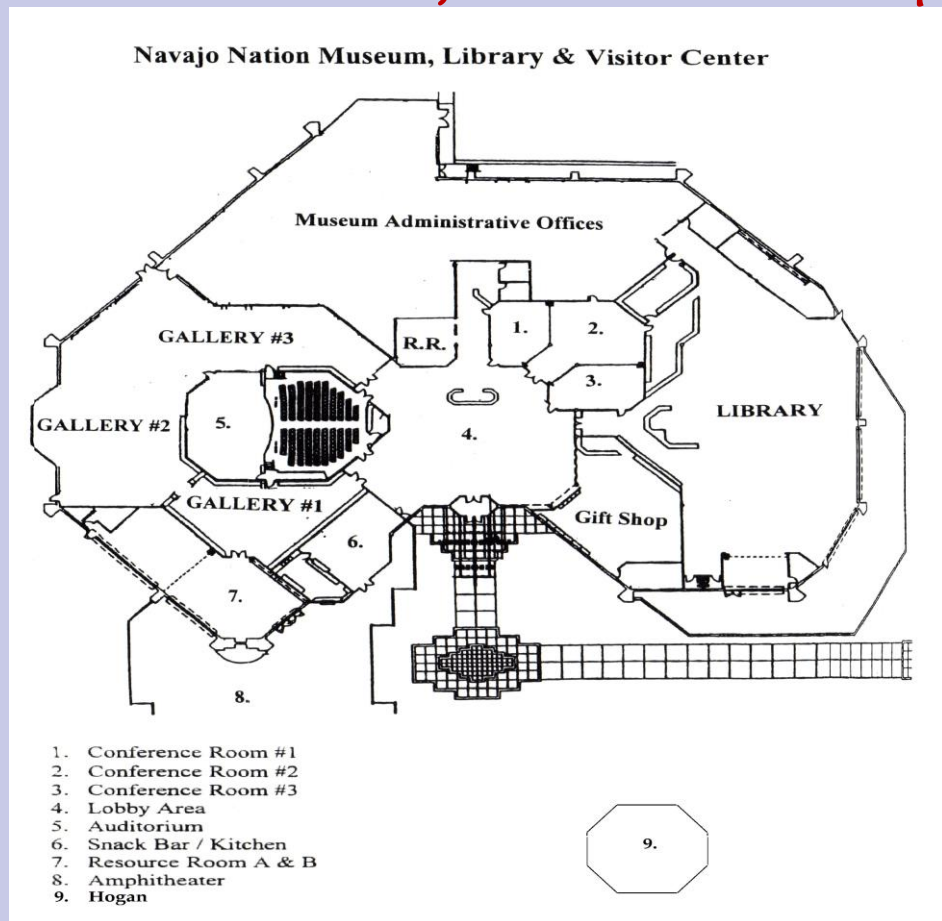 Navajo Nation Museum, Library & Visitor Center
Museum Administrative Offices
GALLERY #3
R.R.
1.
2.
3.
GALLERY #2
5.
4.
LIBRARY
GALLERY #1
6.
Gift Shop
7.
8.
1. Conference Room #1
2. Conference Room #2
3. Conference Room #3
4. Lobby Area
5. Auditorium
6. Snack Bar / Kitchen
7. Resource Room A & B
8. Amphitheater
9. Hogan
9.